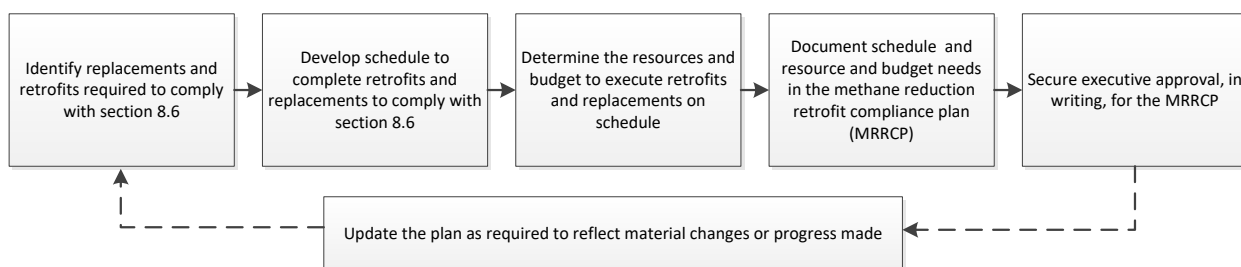 Identify replacements and
retrofits required to comply
with section 8.6
Develop schedule to
complete retrofits and
replacements to comply with
section 8.6
Determine the resources and
budget to execute retrofits
and replacements on
schedule
Document schedule and
resource and budget needs
in the methane reduction
retrofit compliance plan
(MRRCP)
Secure executive approval, in
writing, for the MRRCP
Update the plan as required to reflect material changes or progress made